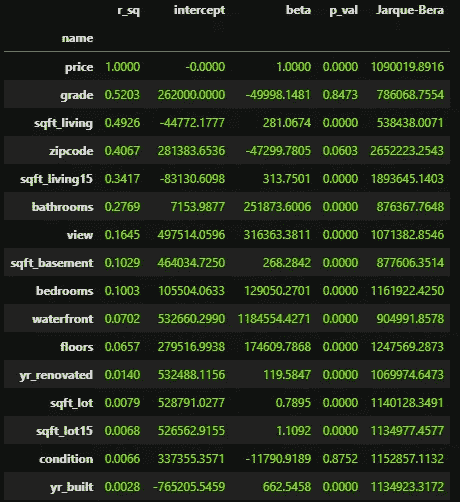 r_sq intercept beta p_val Jarque-Bera
name
price 1.0000 -0.0000 1.0000 0.0000 1090019.8916
grade 0.5203 262000.0000 -49998.1481 0.8473 786068.7554
sqft_living 0.4926 -44772.1777 281.0674 0.0000 538438.0071
zipcode 0.4067 281383.6536 -47299.7805 0.0603 2652223.2543
sqft_living15 0.3417 -83130.6098 313.7501 0.0000 1893645.1403
bathrooms 0.2769 7153.9877 251873.6006 0.0000 876367.7648
view 0.1645 497514.0596 316363.3811 0.0000 1071382.8546
sqft_basement 0.1029 464034.7250 268.2842 0.0000 877606.3514
bedrooms 0.1003 105504.0633 129050.2701 0.0000 1161922.4250
waterfront 0.0702 532660.2990 1184554.4271 0.0000 904991.8578
floors 0.0657 279516.9938 174609.7868 0.0000 1247569.2873
yr_renovated 0.0140 532488.1156 119.5847 0.0000 1069974.6473
sqft_lot 0.0079 528791.0277 0.7895 0.0000 1140128.3491
sqft_lot15 0.0068 526562.9155 1.1092 0.0000 1134977.4577
condition 0.0066 337355.3571 -11790.9189 0.8752 1152857.1132
yr_built 0.0028 -765205.5459 662.5458 0.0000 1134923.3172